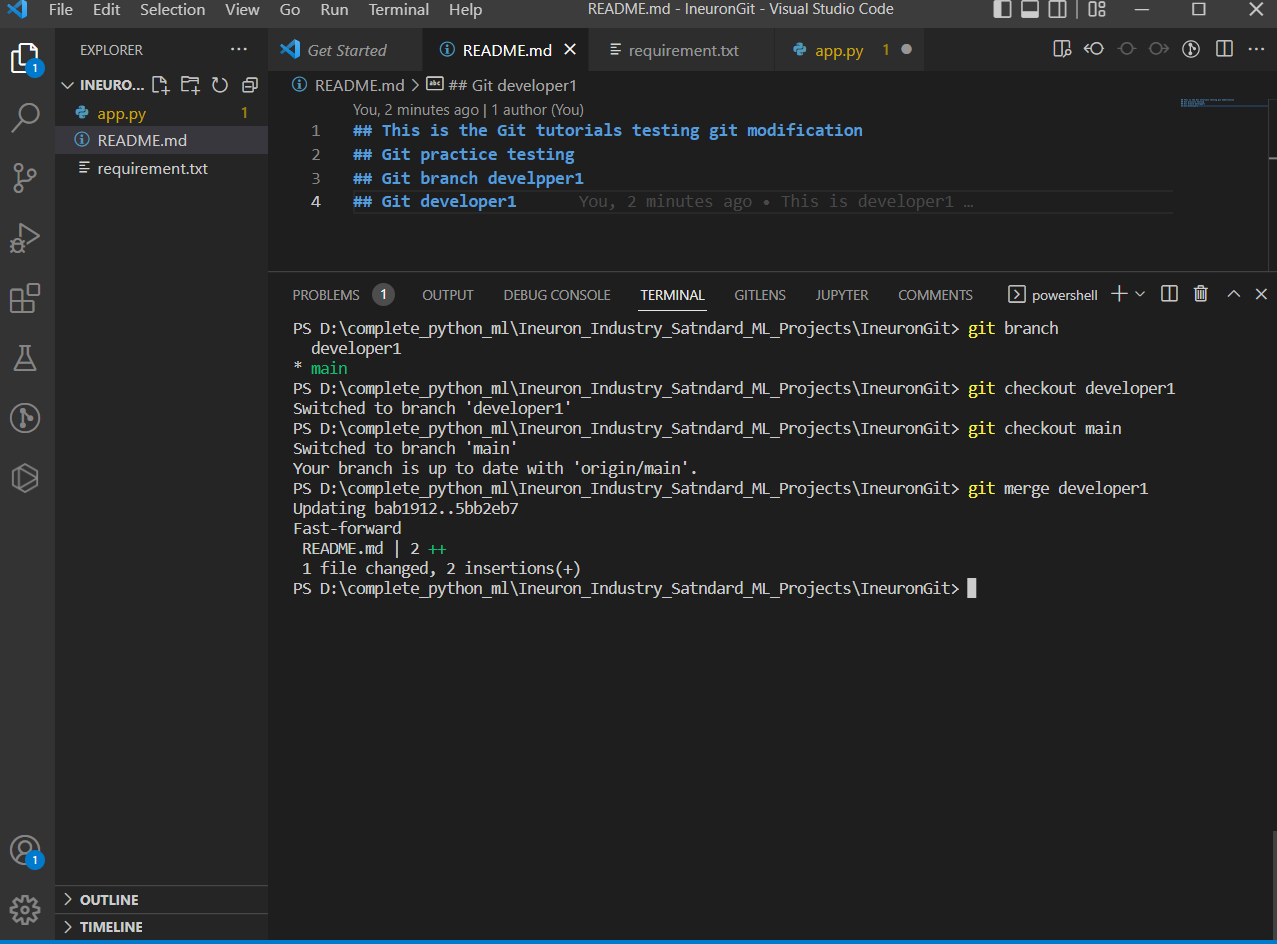 File Edit Selection View Go Run Terminal Help README.md - IneuronGit - Visual Studio Code
EXPLORER
Get Started README.md requirement.txt app.py 1
1
INEURO...
README.md > ## Git developer1
app.py 1
You, 2 minutes ago | 1 author (You)
README.md
1 ## This is the Git tutorials testing git modification
requirement.txt
2 ## Git practice testing
3 ## Git branch develpper1
4 ## Git developer1 You, 2 minutes ago • This is developer1 …
PROBLEMS 1 OUTPUT DEBUG CONSOLE TERMINAL GITLENS JUPYTER COMMENTS powershell
PS D:\complete_python_ml\Ineuron_Industry_Satndard_ML_Projects\IneuronGit> git branch
developer1
* main
PS D:\complete_python_ml\Ineuron_Industry_Satndard_ML_Projects\IneuronGit> git checkout developer1
Switched to branch 'developer1'
PS D:\complete_python_ml\Ineuron_Industry_Satndard_ML_Projects\IneuronGit> git checkout main
Switched to branch 'main'
Your branch is up to date with 'origin/main'.
PS D:\complete_python_ml\Ineuron_Industry_Satndard_ML_Projects\IneuronGit> git merge developer1
Updating bab1912..5bb2eb7
Fast-forward
README.md | 2 ++
1 file changed, 2 insertions(+)
PS D:\complete_python_ml\Ineuron_Industry_Satndard_ML_Projects\IneuronGit>
1
OUTLINE
TIMELINE